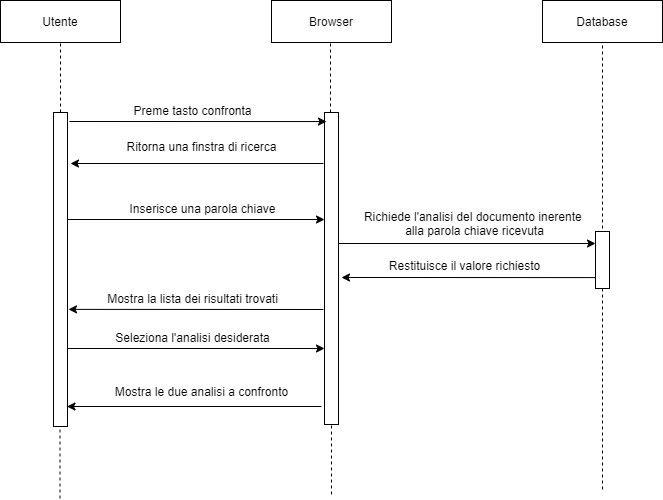 Utente
Browser
Database
Preme tasto confronta
Ritorna una finstra di ricerca
Inserisce una parola chiave
Richiede l'analisi del documento inerente
alla parola chiave ricevuta
Restituisce il valore richiesto
Mostra la lista dei risultati trovati
Seleziona l'analisi desiderata
Mostra le due analisi a confronto